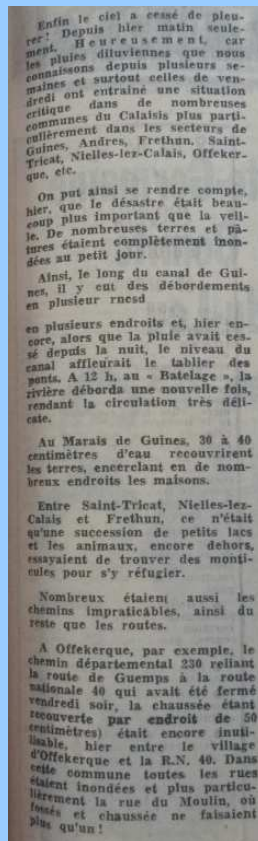 Enfin le ciel a cessé de pleu-
rer ! Depuis hier matin seule-
ment. Heureusement, car
les pluies diluviennes que nous
connaissons depuis plusieurs se-
maines et surtout celles de ven-
dredi ont entraîné une situation
critique dans de nombreuses
communes du Calaisis plus parti-
culièrement dans les secteurs de
Guines, Andres, Frethun, Saint-
Tricat, Nielles-lez-Calais, Offeker-
que, etc.
On put ainsi se rendre compte,
hier, que le désastre était beau-
coup plus important que la veil-
le. De nombreuses terres et pâ-
tures étaient complètement inon-
dées au petit jour.
Ainsi, le long du canal de Gui-
nes, il y eut des débordements
en plusieur rnesd
en plusieurs endroits et, hier en-
core, alors que la pluie avait ces-
sé depuis la nuit, le niveau du
canal affleurait le tablier des
ponts. A 12 h, au « Batelage », la
rivière déborda une nouvelle fois,
rendant la circulation très déli-
cate.
Au Marais de Guines, 30 à 40
centimètres d'eau recouvrirent
les terres, encerclant en de nom-
breux endroits les maisons.
Entre Saint-Tricat, Nielles-lez-
Calais et Frethun, ce n'était
qu'une succession de petits lacs
et les animaux, encore dehors,
essayaient de trouver des monti-
cules pour s'y réfugier.
Nombreux étaient aussi les
chemins impraticables, ainsi du
reste que les routes.
A Offekerque, par exemple, le
chemin départemental 230 reliant
la route de Guemps à la route
nationale 40 qui avait été fermé
vendredi soir, la chaussée étant
recouverte par endroit de 50
centimètres) était encore inuti-
lisable, hier entre le village
d'Offekerque et la R.N. 40. Dans
cette commune toutes les rues
étaient inondées et plus particu-
lièrement la rue du Moulin, où
fossés et chaussée ne faisaient
plus qu'un !